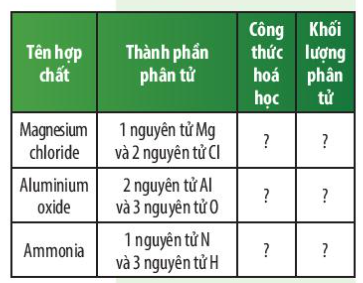 Tên hợp chất
Thành phần phân tử
Công thức hoá học
Khối lượng phân tử
Magnesium chloride
1 nguyên tử Mg và 2 nguyên tử Cl
?
?
Aluminium oxide
2 nguyên tử Al và 3 nguyên tử O
?
?
Ammonia
1 nguyên tử N và 3 nguyên tử H
?
?